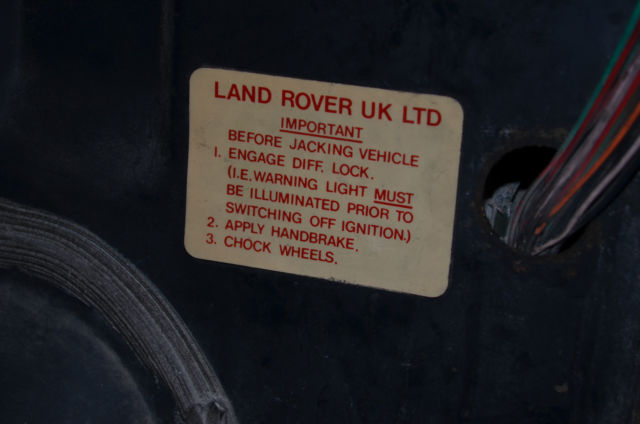 LAND ROVER UK LTD
IMPORTANT
BEFORE JACKING VEHICLE
1. ENGAGE DIFF. LOCK.
(I.E. WARNING LIGHT MUST
BE ILLUMINATED PRIOR TO
SWITCHING OFF IGNITION.)
2. APPLY HANDBRAKE.
3. CHOCK WHEELS.